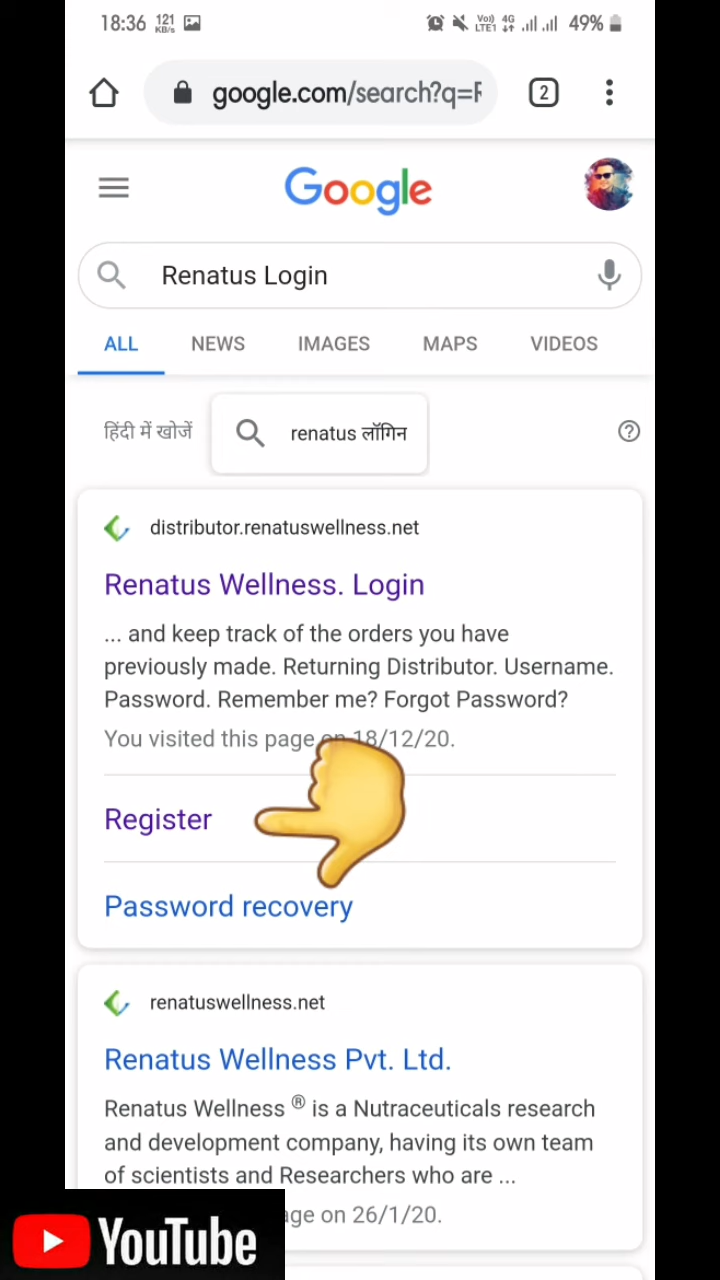 18:36 121 KB/s Vo)) LTE1 4G 49%
google.com/search?q=R 2
Google
Renatus Login
ALL NEWS IMAGES MAPS VIDEOS
हिंदी में खोजें renatus लॉगिन
distributor.renatuswellness.net
Renatus Wellness. Login
... and keep track of the orders you have
previously made. Returning Distributor. Username.
Password. Remember me? Forgot Password?
You visited this page on 18/12/20.
Register
Password recovery
renatuswellness.net
Renatus Wellness Pvt. Ltd.
Renatus Wellness ® is a Nutraceuticals research
and development company, having its own team
of scientists and Researchers who are ...
age on 26/1/20.
YouTube